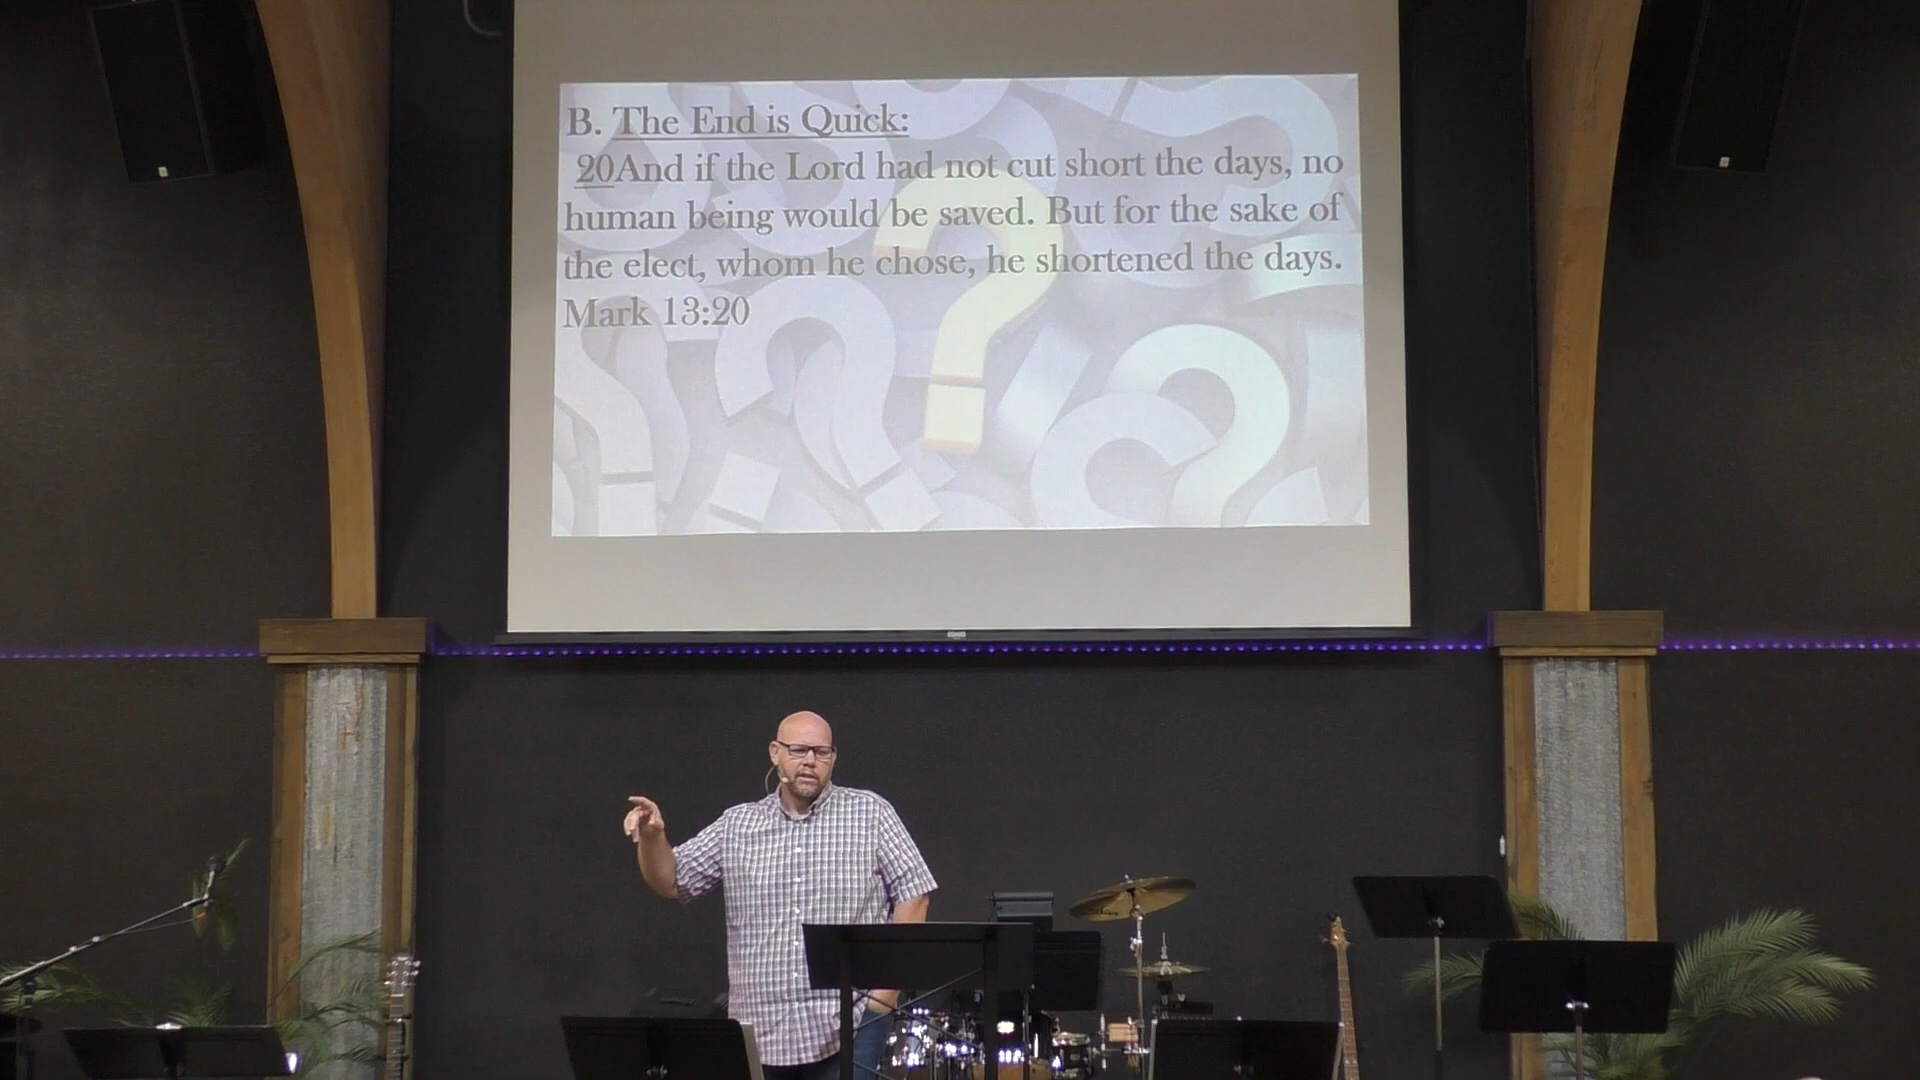 B. The End is Quick:
20And if the Lord had not cut short the days, no
human being would be saved. But for the sake of
the elect, whom he chose, he shortened the days.
Mark 13:20